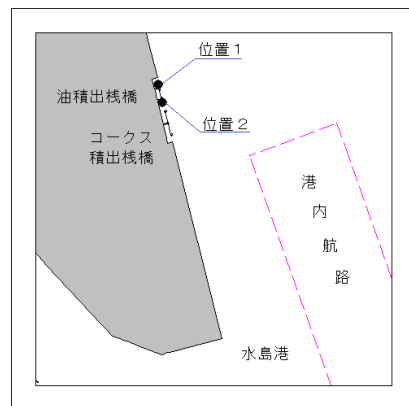 位置1
油積出桟橋
位置2
コークス
積出桟橋
港内航路
水島港